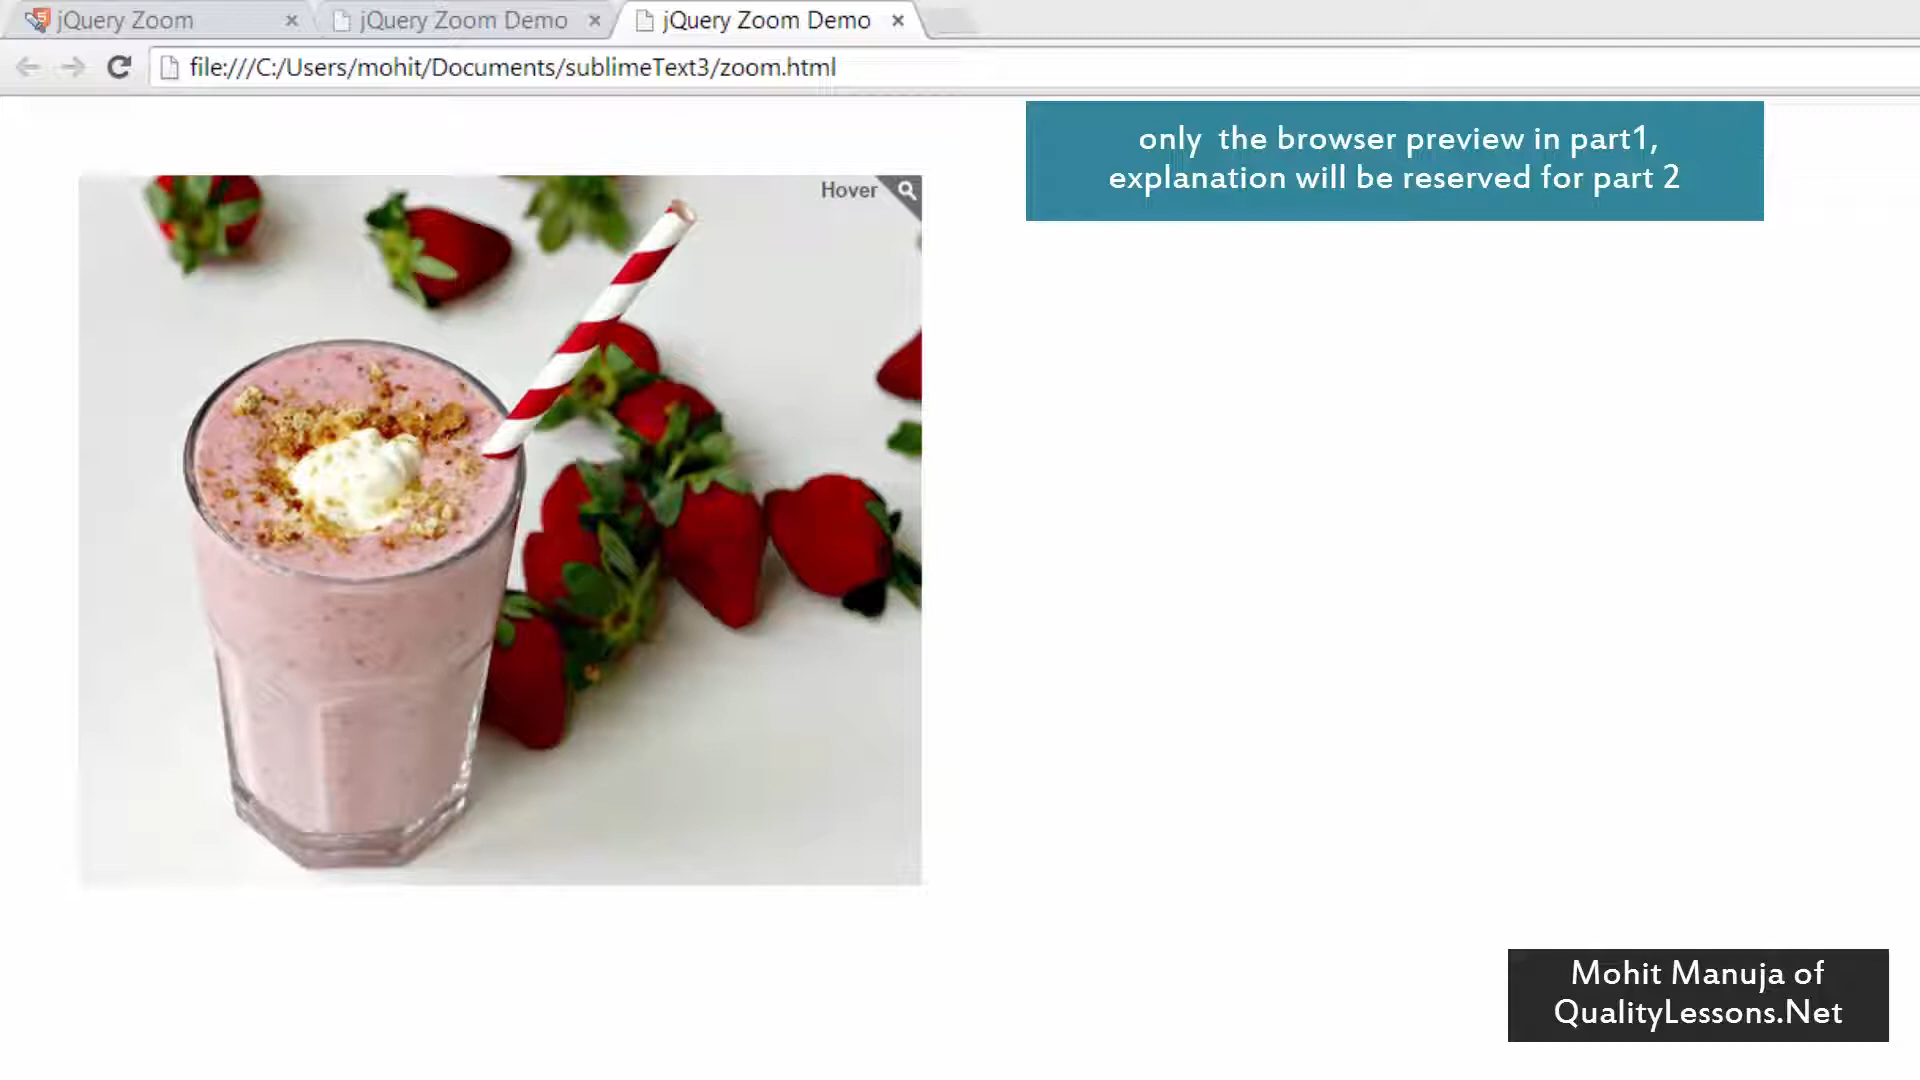 jQuery Zoom
jQuery Zoom Demo
jQuery Zoom Demo
file:///C:/Users/mohit/Documents/sublimeText3/zoom.html
only the browser preview in part1,
explanation will be reserved for part 2
Hover
Mohit Manuja of
QualityLessons.Net